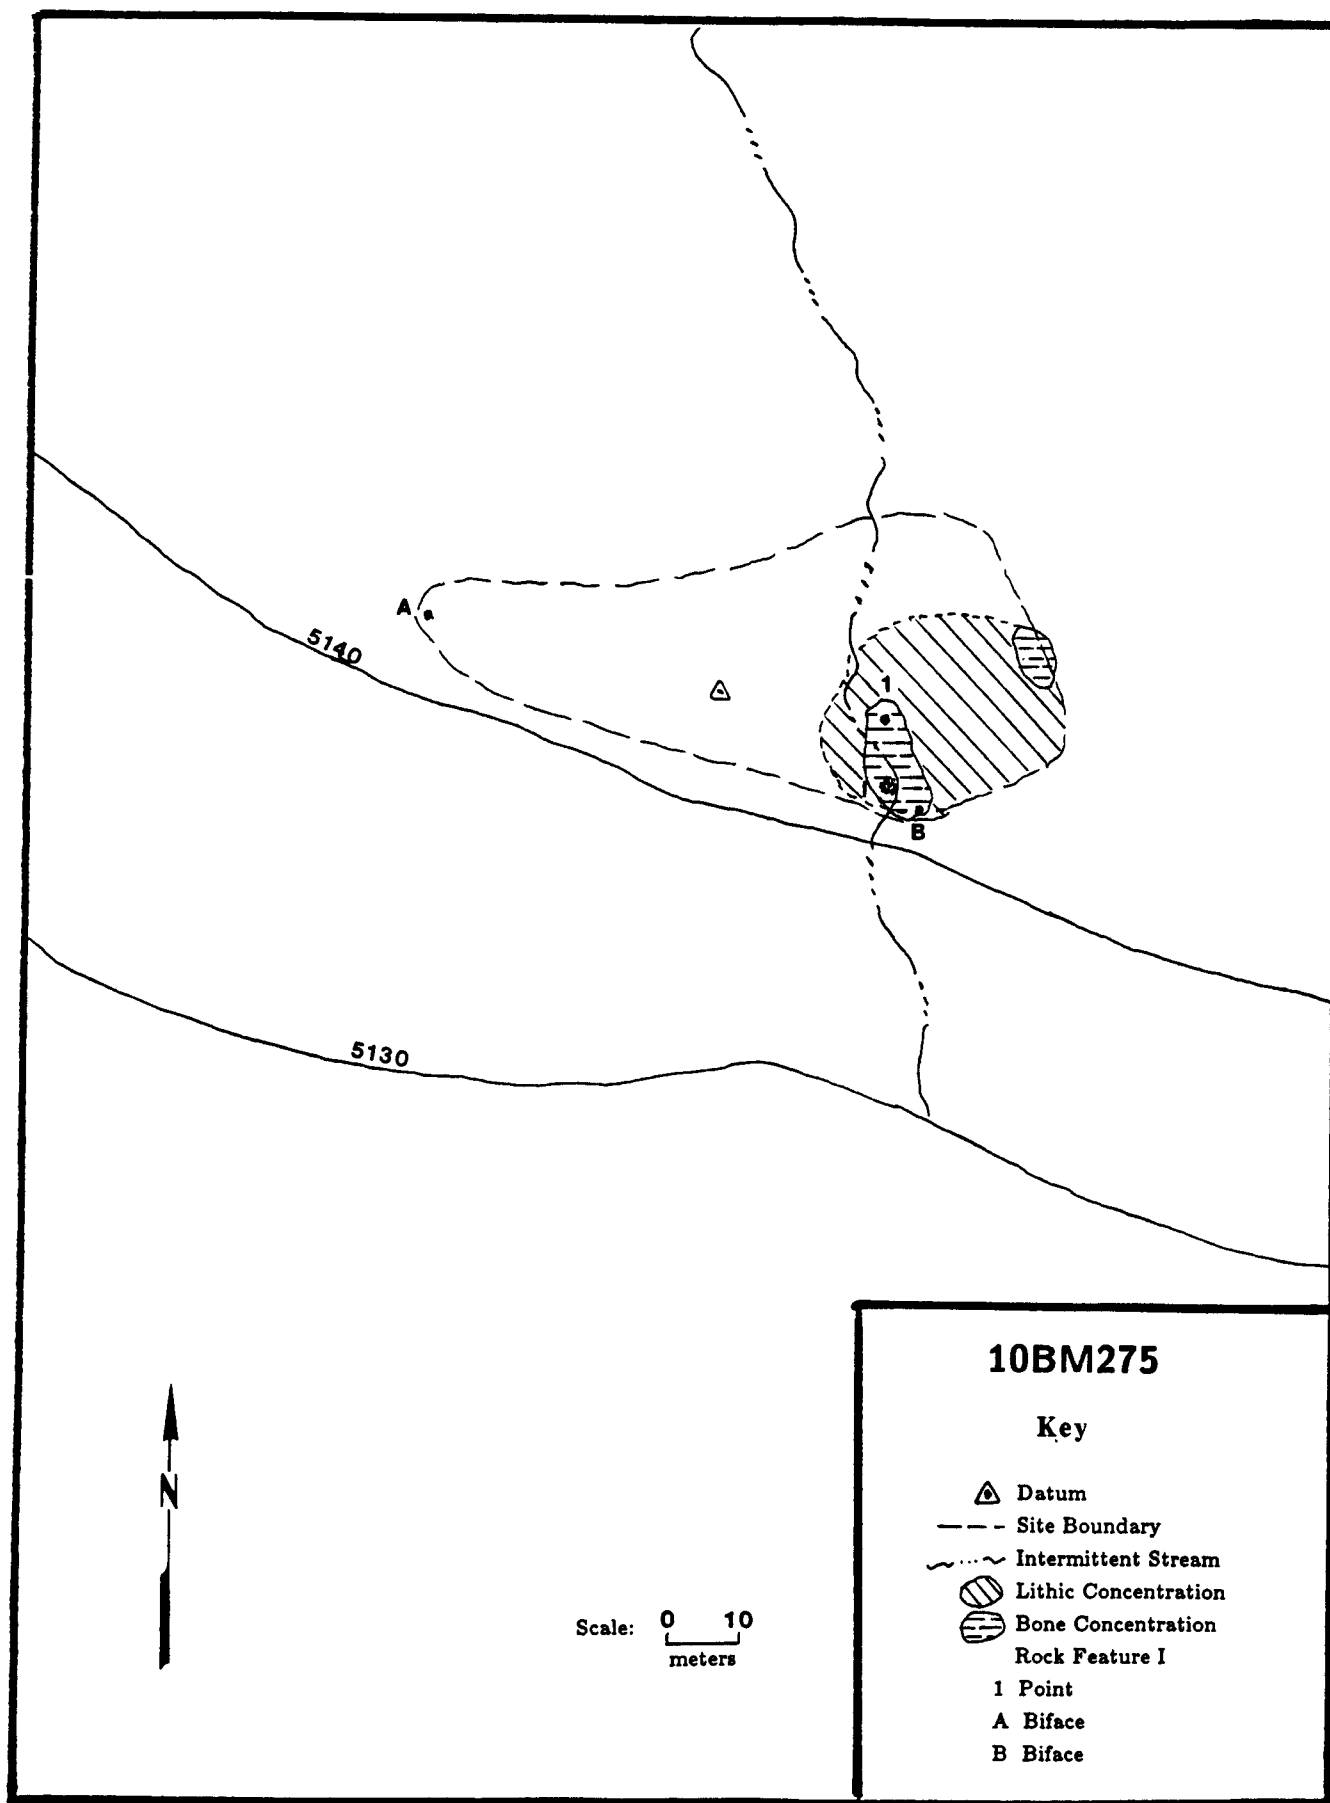 A
5140
1
B
5130
N
Scale: 0 10
meters
10BM275
Key
Datum
Site Boundary
Intermittent Stream
Lithic Concentration
Bone Concentration
Rock Feature I
1 Point
A Biface
B Biface